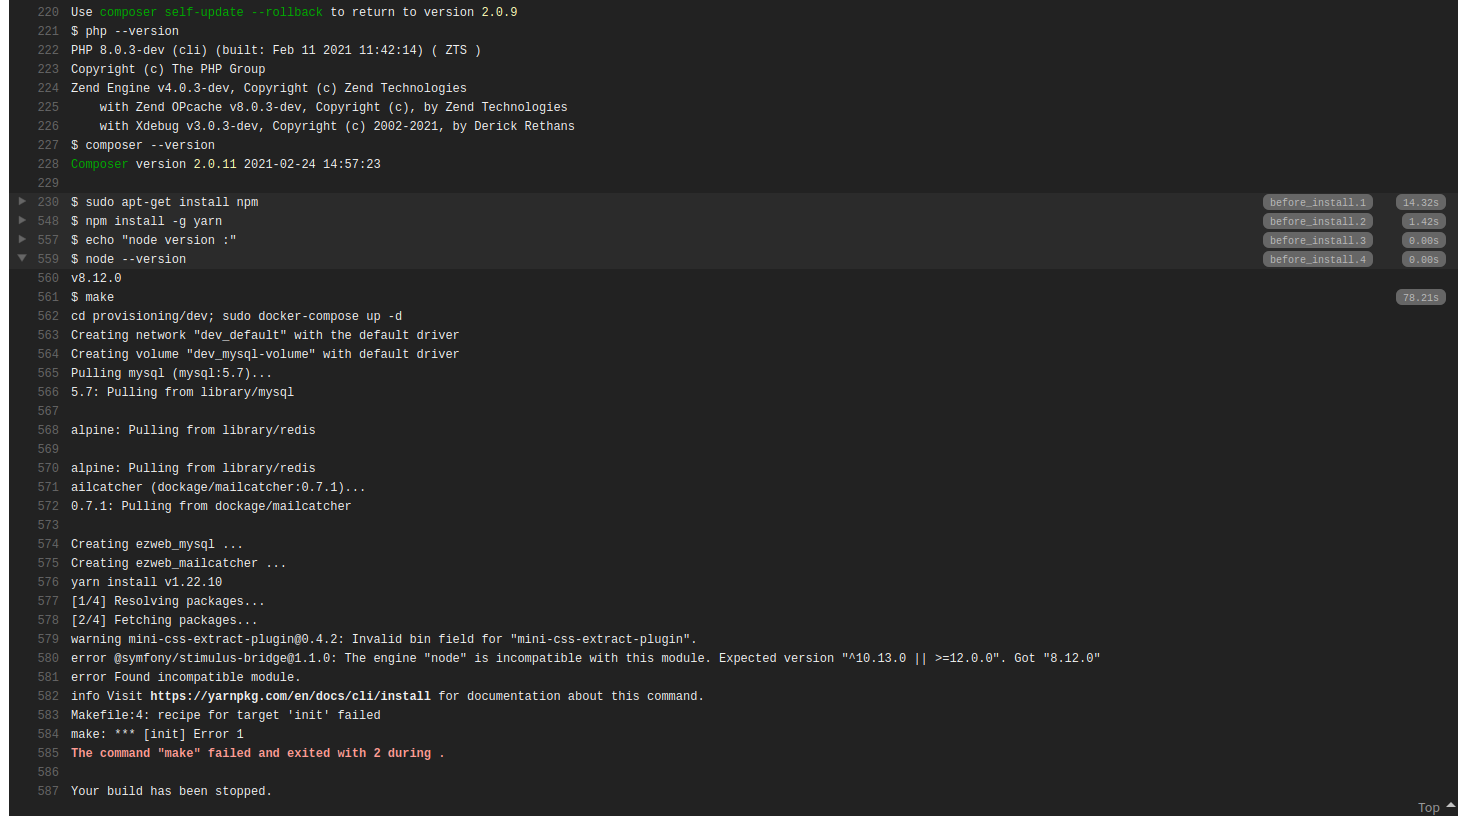 220 Use composer self-update --rollback to return to version 2.0.9
221 $ php --version
222 PHP 8.0.3-dev (cli) (built: Feb 11 2021 11:42:14) ( ZTS )
223 Copyright (c) The PHP Group
224 Zend Engine v4.0.3-dev, Copyright (c) Zend Technologies
225     with Zend OPcache v8.0.3-dev, Copyright (c), by Zend Technologies
226     with Xdebug v3.0.3-dev, Copyright (c) 2002-2021, by Derick Rethans
227 $ composer --version
228 Composer version 2.0.11 2021-02-24 14:57:23
229
230 $ sudo apt-get install npm before_install.1 14.32s
548 $ npm install -g yarn before_install.2 1.42s
557 $ echo "node version :" before_install.3 0.00s
559 $ node --version before_install.4 0.00s
560 v8.12.0
561 $ make 78.21s
562 cd provisioning/dev; sudo docker-compose up -d
563 Creating network "dev_default" with the default driver
564 Creating volume "dev_mysql-volume" with default driver
565 Pulling mysql (mysql:5.7)...
566 5.7: Pulling from library/mysql
567
568 alpine: Pulling from library/redis
569
570 alpine: Pulling from library/redis
571 ailcatcher (dockage/mailcatcher:0.7.1)...
572 0.7.1: Pulling from dockage/mailcatcher
573
574 Creating ezweb_mysql ...
575 Creating ezweb_mailcatcher ...
576 yarn install v1.22.10
577 [1/4] Resolving packages...
578 [2/4] Fetching packages...
579 warning mini-css-extract-plugin@0.4.2: Invalid bin field for "mini-css-extract-plugin".
580 error @symfony/stimulus-bridge@1.1.0: The engine "node" is incompatible with this module. Expected version "^10.13.0 || >=12.0.0". Got "8.12.0"
581 error Found incompatible module.
582 info Visit https://yarnpkg.com/en/docs/cli/install for documentation about this command.
583 Makefile:4: recipe for target 'init' failed
584 make: *** [init] Error 1
585 The command "make" failed and exited with 2 during .
586
587 Your build has been stopped.
Top